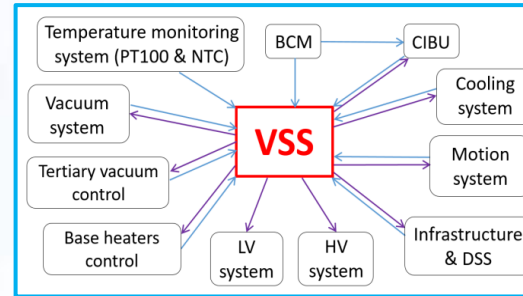 Temperature monitoring
system (PT100 & NTC)
BCM
CIBU
Vacuum
system
Cooling
system
VSS
Tertiary vacuum
control
Motion
system
Base heaters
control
LV
system
HV
system
Infrastructure
& DSS